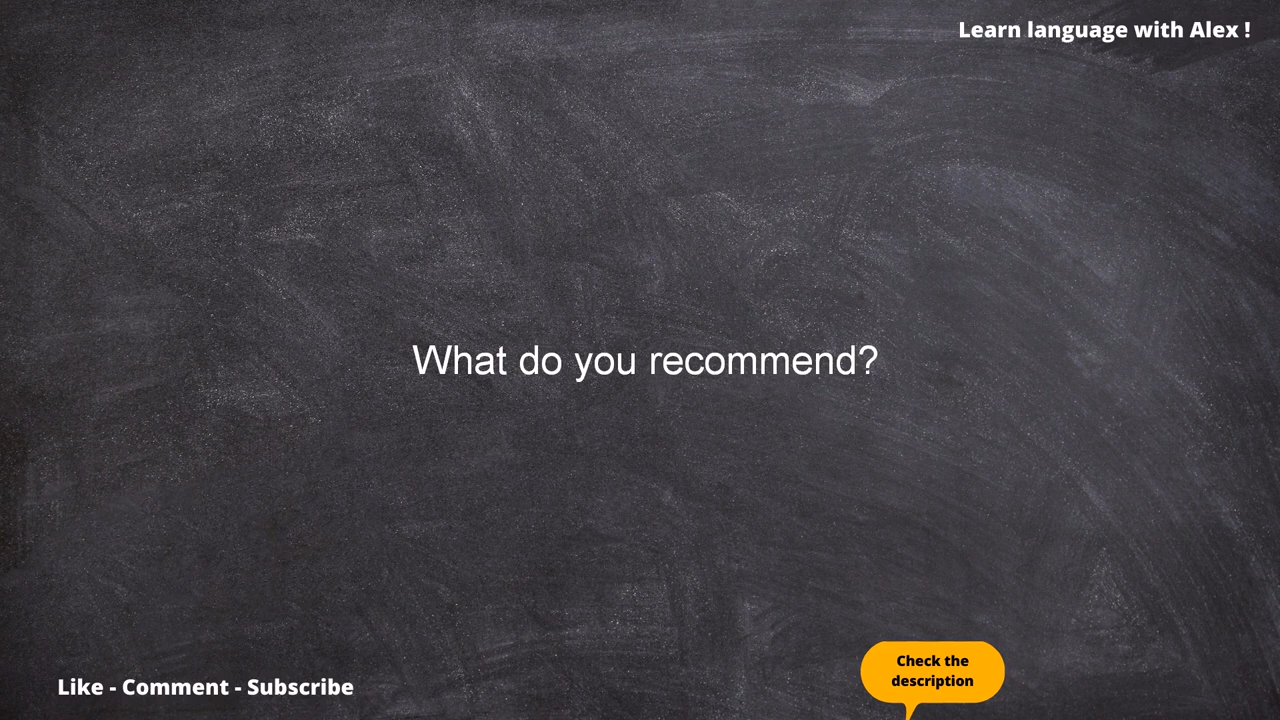 Learn language with Alex !
What do you recommend?
Check the
description
Like - Comment - Subscribe